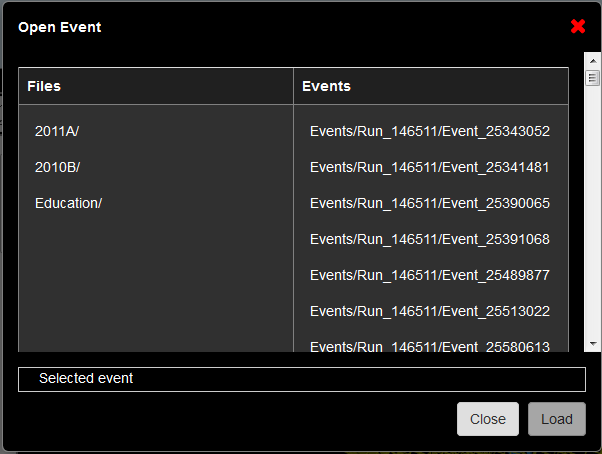 Open Event
Files
Events
2011A/
Events/Run_146511/Event_25343052
2010B/
Events/Run_146511/Event_25341481
Education/
Events/Run_146511/Event_25390065
Events/Run_146511/Event_25391068
Events/Run_146511/Event_25489877
Events/Run_146511/Event_25513022
Events/Run_146511/Event_25580613
Selected event
Close
Load